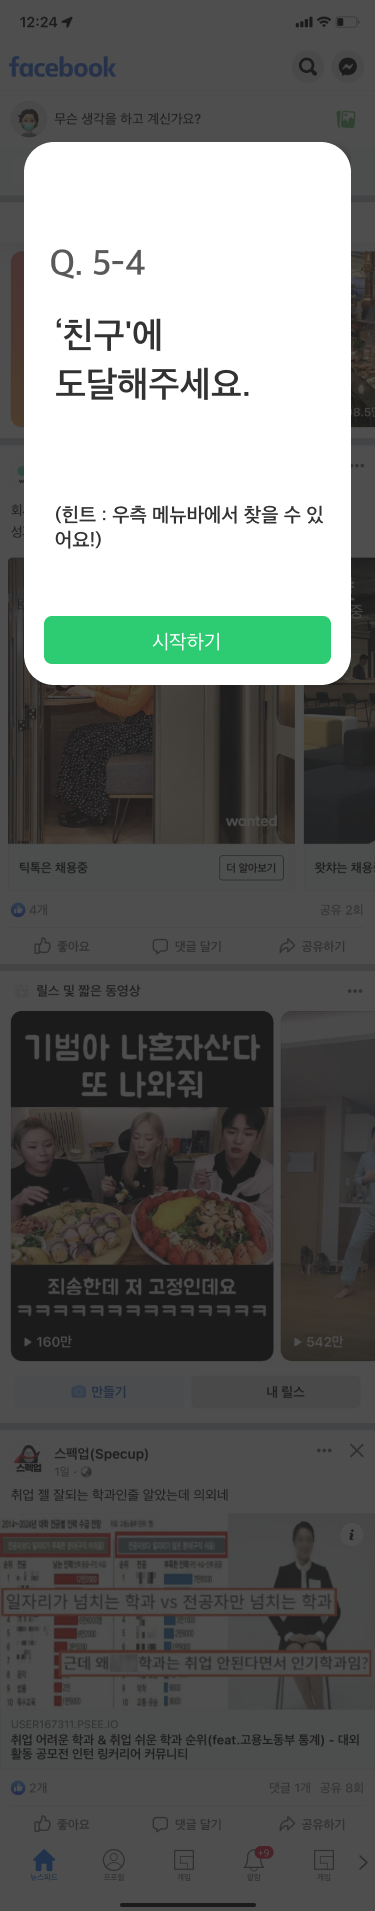 12:24
facebook
무슨 생각을 하고 계신가요?
Q. 5-4
‘친구'에
도달해주세요.
(힌트 : 우측 메뉴바에서 찾을 수 있
어요!)
시작하기
wanted
틱톡은 채용중
더 알아보기
왓챠는 채용
4개
공유 2회
좋아요
댓글 달기
공유하기
릴스 및 짧은 동영상
기범아 나혼자산다
또 나와줘
죄송한데 저 고정인데요
ㅋㅋㅋㅋㅋㅋㅋㅋㅋㅋㅋㅋㅋㅋ
160만
542만
만들기
내 릴스
스펙업
스펙업(Specup)
1일
취업 젤 잘되는 학과인줄 알았는데 의외네
일자리가 넘치는 학과 vs 전공자만 넘치는 학과
근데 왜 학과는 취업 안된다면서 인기학과임?
USER167311.PSEE.IO
취업 어려운 학과 & 취업 쉬운 학과 순위(feat.고용노동부 통계) - 대외
활동 공모전 인턴 링커리어 커뮤니티
2개
댓글 1개 공유 8회
좋아요
댓글 달기
공유하기
+9
뉴스피드
프로필
게임
알림
게임